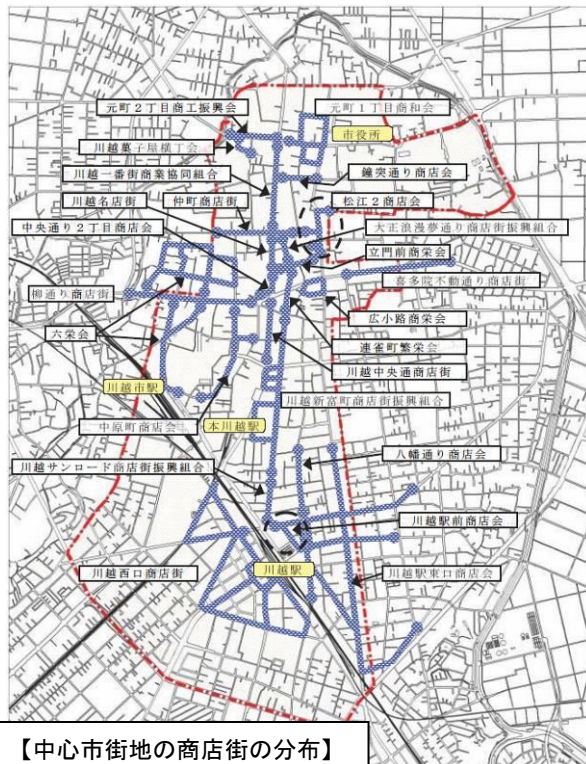 元町2丁目商工振興会
元町1丁目商和会
市役所
川越菓子屋横丁会
川越一番街商業協同組合
鐘突通り商店会
川越名店街
仲町商店街
松江2商店会
中央通り2丁目商店会
大正浪漫夢通り商店街振興組合
立門前商栄会
喜多院不動通り商店街
柳通り商店街
広小路商栄会
六栄会
連雀町繁栄会
川越中央通商店街
川越市駅
川越新富町商店街振興組合
中原町商店会
本川越駅
八幡通り商店会
川越サンロード商店街振興組合
川越駅前商店会
川越駅
川越西口商店街
川越駅東口商店会
【中心市街地の商店街の分布】